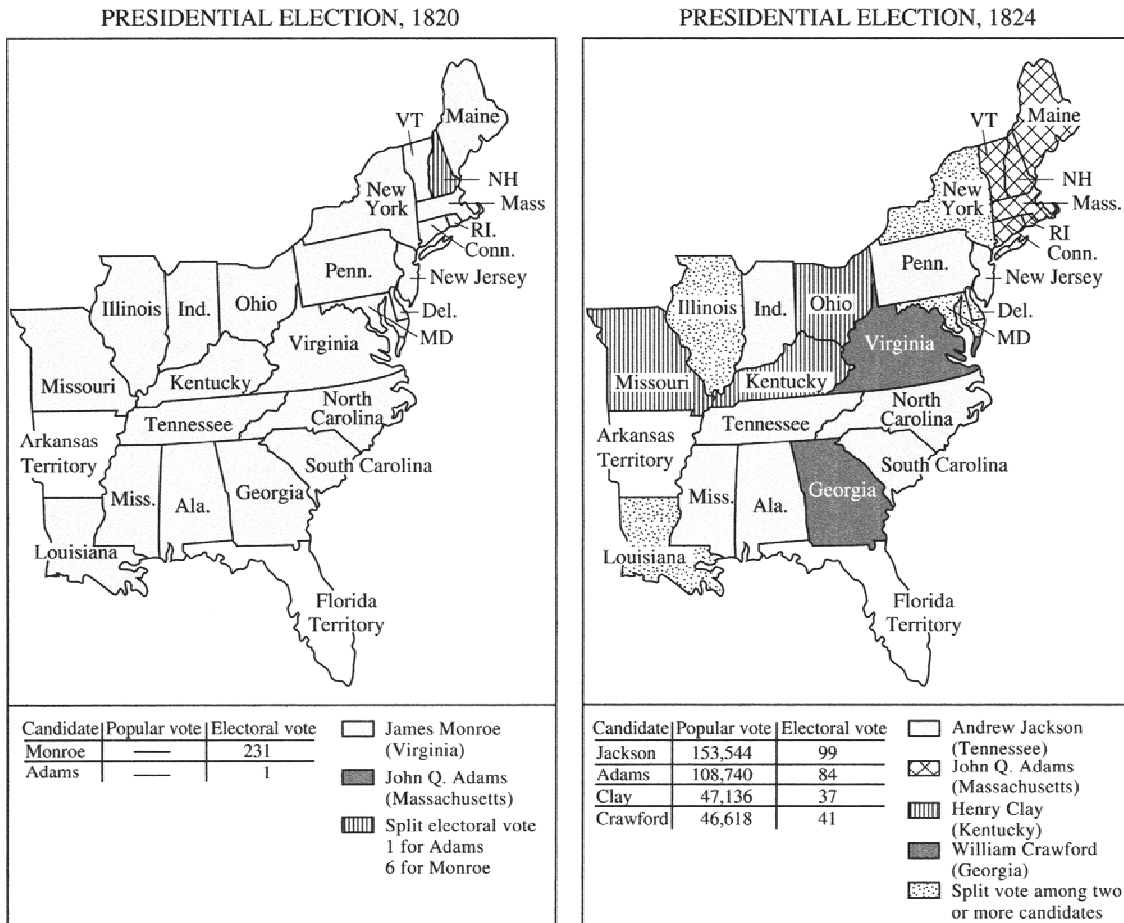 PRESIDENTIAL ELECTION, 1820
Maine
VT
NH
New
York
Mass
RI.
Conn.
Penn.
New Jersey
Illinois
Ind.
Ohio
Del.
MD
Virginia
Missouri
Kentucky
North
Carolina
Tennessee
Arkansas
Territory
South Carolina
Miss.
Ala.
Georgia
Louisiana
Florida
Territory
Candidate Popular vote Electoral vote
Monroe — 231
Adams — 1
James Monroe
(Virginia)
John Q. Adams
(Massachusetts)
Split electoral vote
1 for Adams
6 for Monroe
PRESIDENTIAL ELECTION, 1824
Maine
VT
NH
New
York
Mass.
RI
Conn.
Penn.
New Jersey
Illinois
Ind.
Ohio
Del.
MD
Virginia
Missouri
Kentucky
North
Carolina
Tennessee
Arkansas
Territory
South Carolina
Miss.
Ala.
Georgia
Louisiana
Florida
Territory
Candidate Popular vote Electoral vote
Jackson 153,544 99
Adams 108,740 84
Clay 47,136 37
Crawford 46,618 41
Andrew Jackson
(Tennessee)
John Q. Adams
(Massachusetts)
Henry Clay
(Kentucky)
William Crawford
(Georgia)
Split vote among two
or more candidates